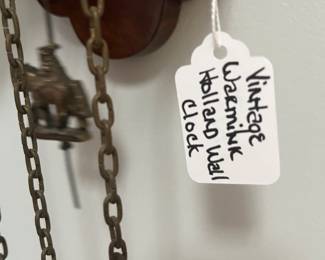 Vintage
Warmink
Holland Wall
Clock